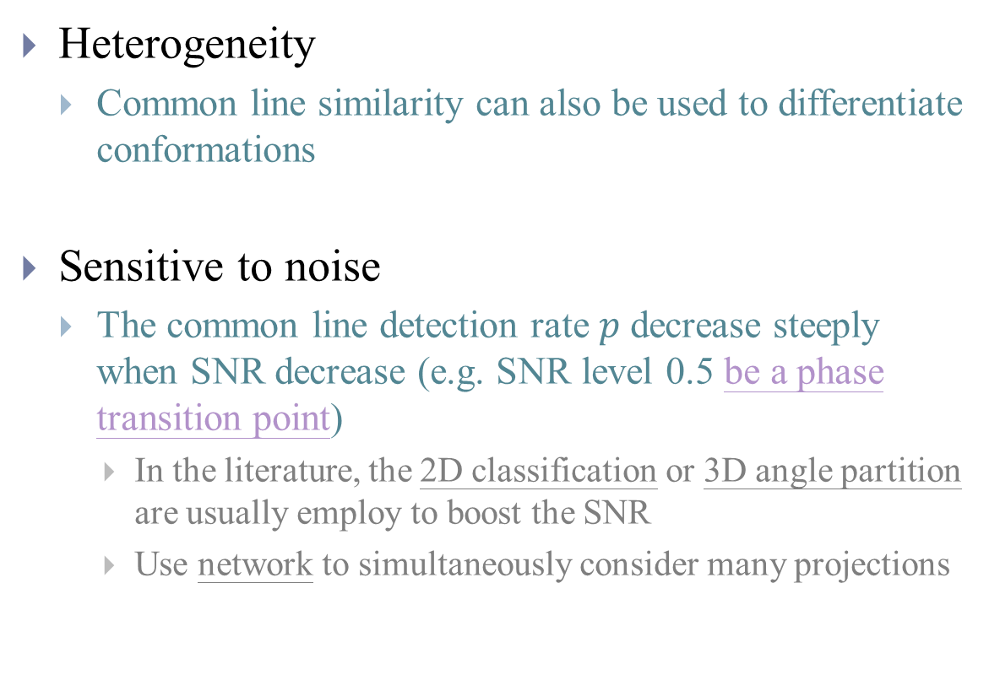 Heterogeneity
Common line similarity can also be used to differentiate
conformations
Sensitive to noise
The common line detection rate p decrease steeply
when SNR decrease (e.g. SNR level 0.5 be a phase
transition point)
In the literature, the 2D classification or 3D angle partition
are usually employ to boost the SNR
Use network to simultaneously consider many projections